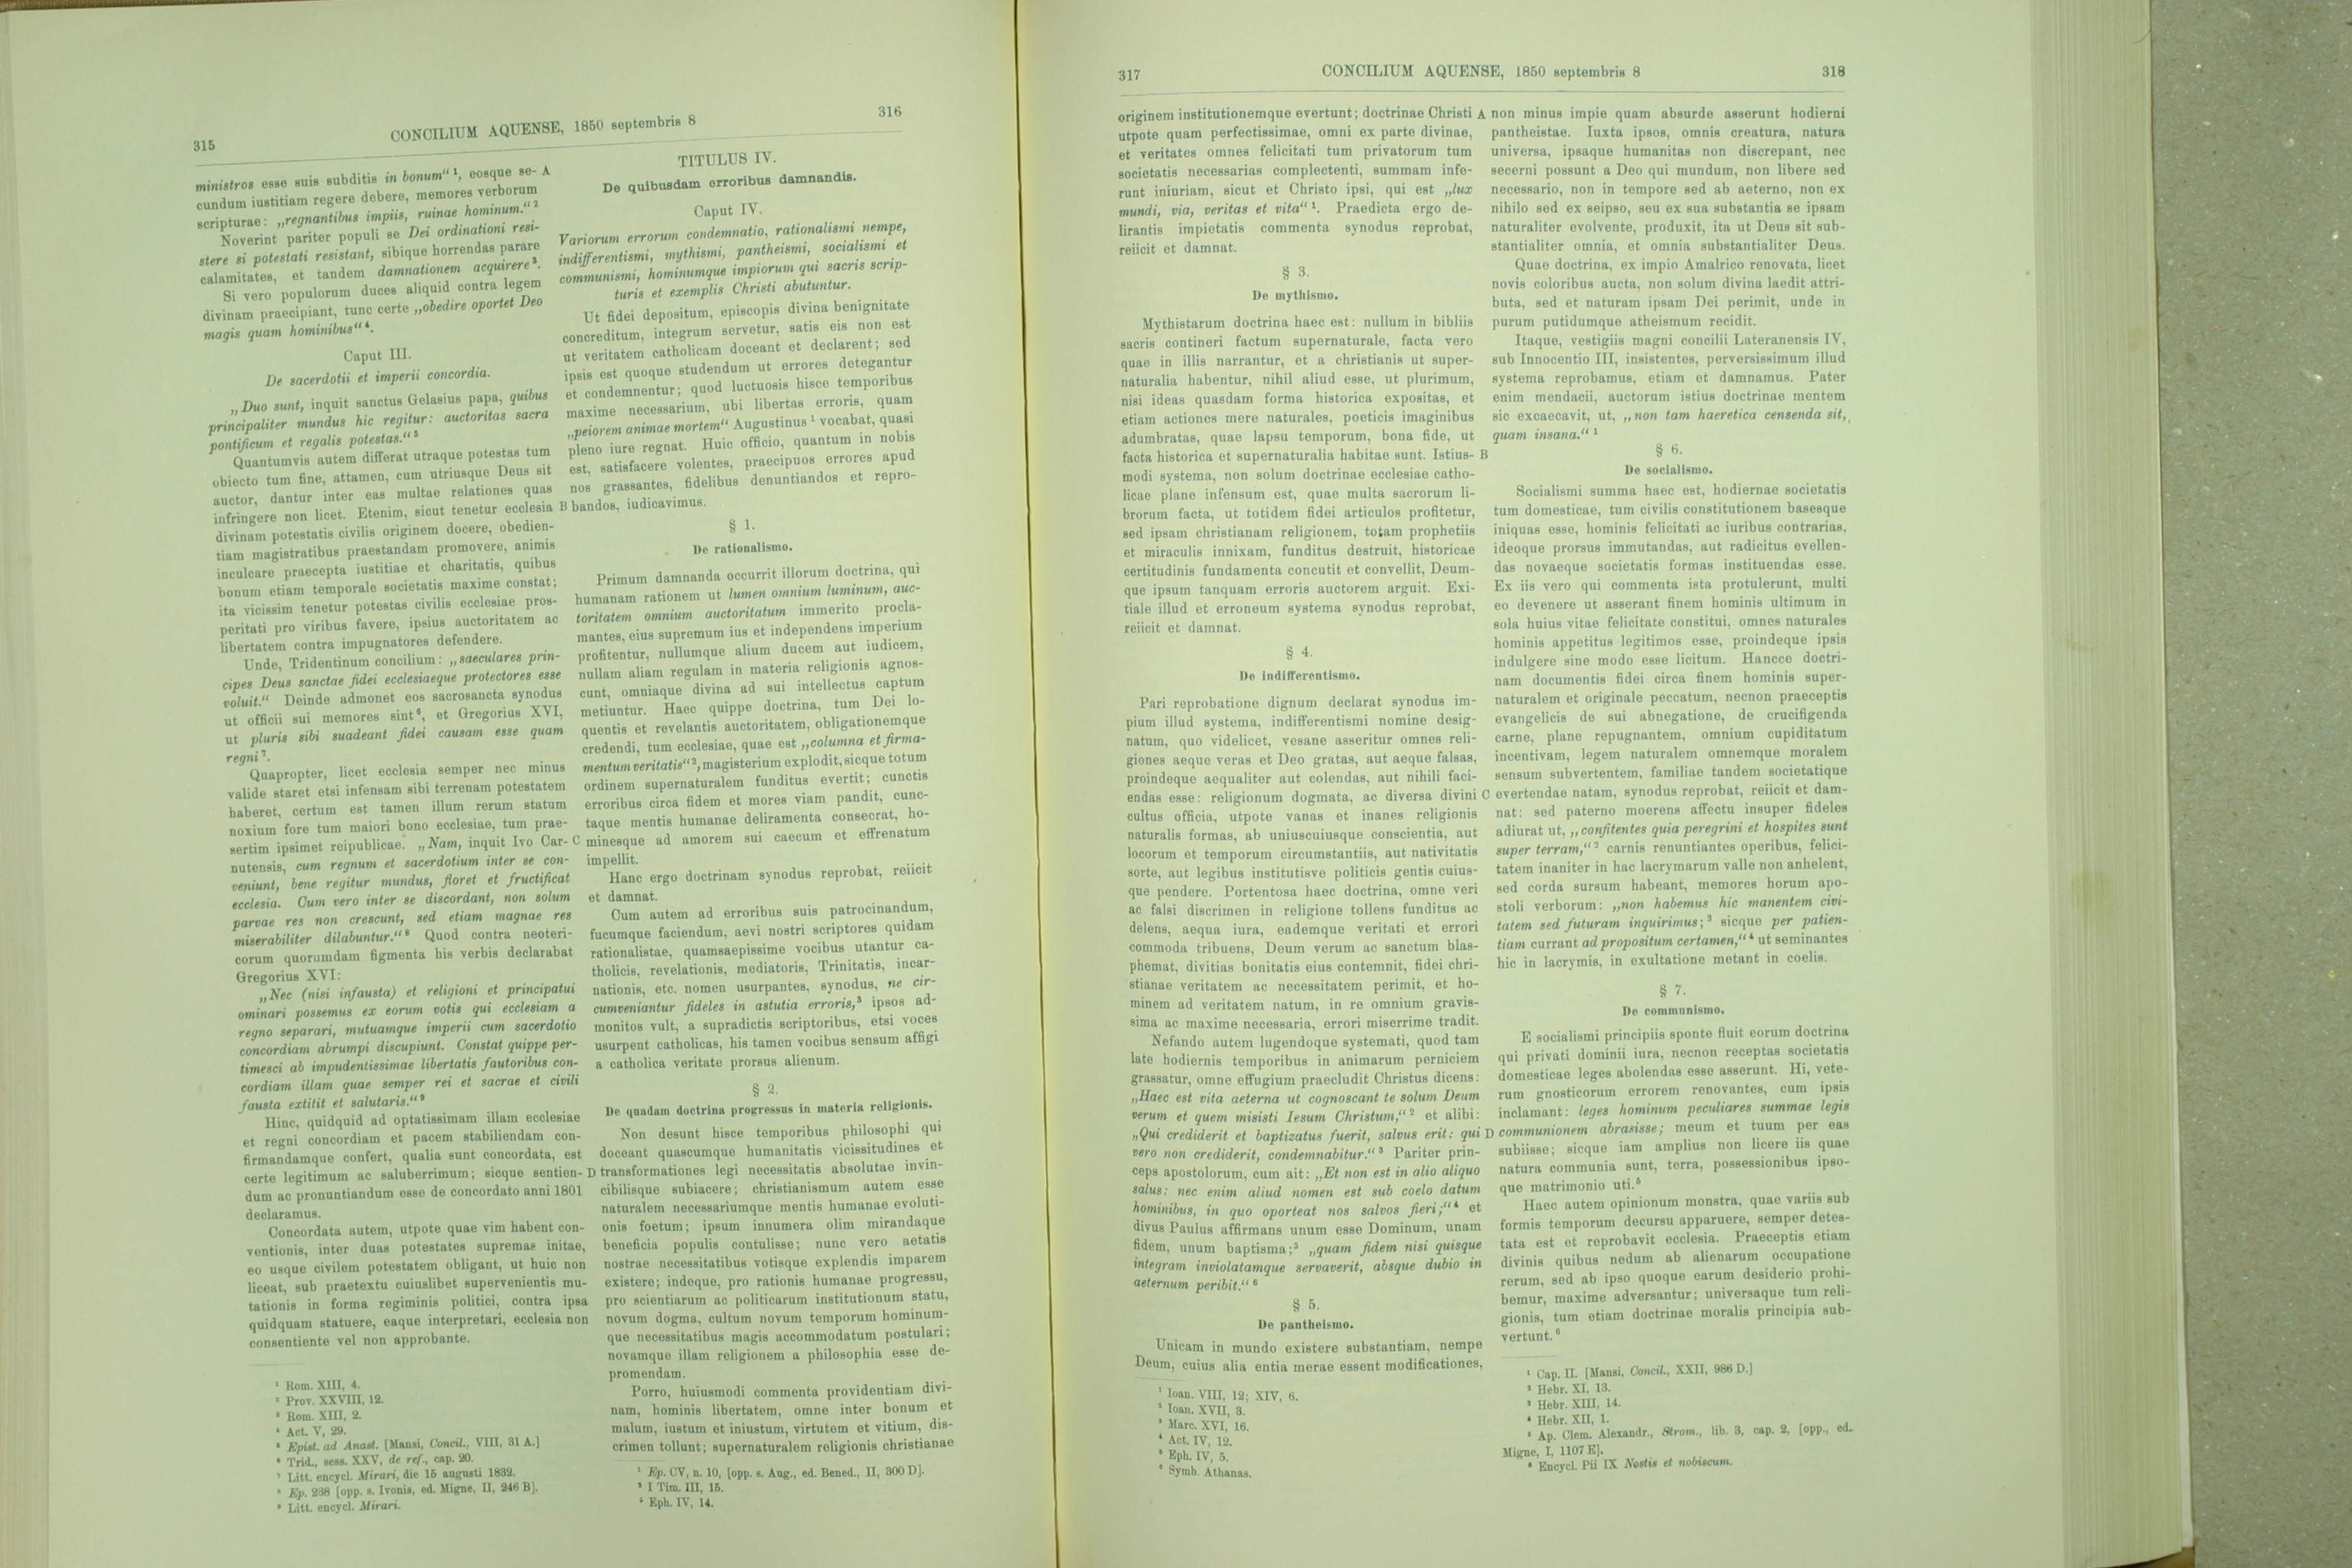 315
CONCILIUM AQUENSE, 1850 septembris 8
316
ministros esse suis subditis in bonum“ ¹, eosque se- A
cundum iustitiam regere debere, memores verborum
scripturae: „regnantibus impiis, ruinae hominum.“ ²
Noverint pariter populi se Dei ordinationi resi-
stere si potestati resistant, sibique horrendas parare
calamitates, et tandem damnationem acquirere ³.
Si vero populorum duces aliquid contra legem
divinam praecipiant, tunc certe „obedire oportet Deo
magis quam hominibus“ ⁴.
Caput III.
De sacerdotii et imperii concordia.
„Duo sunt, inquit sanctus Gelasius papa, quibus
principaliter mundus hic regitur: auctoritas sacra
pontificum et regalis potestas.“ ⁵
Quantumvis autem differat utraque potestas tum
obiecto tum fine, attamen, cum utriusque Deus sit
auctor, dantur inter eas multae relationes quas
infringere non licet. Etenim, sicut tenetur ecclesia B
divinam potestatis civilis originem docere, obedien-
tiam magistratibus praestandam promovere, animis
inculcare praecepta iustitiae et charitatis, quibus
bonum etiam temporale societatis maxime constat;
ita vicissim tenetur potestas civilis ecclesiae pros-
peritati pro viribus favere, ipsius auctoritatem ac
libertatem contra impugnatores defendere.
Unde, Tridentinum concilium: „saeculares prin-
cipes Deus sanctae fidei ecclesiaeque protectores esse
voluit.“ Deinde admonet eos sacrosancta synodus
ut officii sui memores sint ⁶, et Gregorius XVI,
ut pluris sibi suadeant fidei causam esse quam
regni ⁷.
Quapropter, licet ecclesia semper nec minus
valide staret etsi infensam sibi terrenam potestatem
haberet, certum est tamen illum rerum statum
noxium fore tum maiori bono ecclesiae, tum prae-
sertim ipsimet reipublicae. „Nam, inquit Ivo Car- C
nutensis, cum regnum et sacerdotium inter se con-
veniunt, bene regitur mundus, floret et fructificat
ecclesia. Cum vero inter se discordant, non solum
parvae res non crescunt, sed etiam magnae res
miserabiliter dilabuntur.“ ⁸ Quod contra neoteri-
corum quorumdam figmenta his verbis declarabat
Gregorius XVI:
„Nec (nisi infausta) et religioni et principatui
ominari possemus ex eorum votis qui ecclesiam a
regno separari, mutuamque imperii cum sacerdotio
concordiam abrumpi discupiunt. Constat quippe per-
timesci ab impudentissimae libertatis fautoribus con-
cordiam illam quae semper rei et sacrae et civili
fausta extitit et salutaris.“ ⁹
Hinc, quidquid ad optatissimam illam ecclesiae
et regni concordiam et pacem stabiliendam con-
firmandamque confert, qualia sunt concordata, est
certe legitimum ac saluberrimum; sicque sentien- D
dum ac pronuntiandum esse de concordato anni 1801
declaramus.
Concordata autem, utpote quae vim habent con-
ventionis, inter duas potestates supremas initae,
eo usque civilem potestatem obligant, ut huic non
liceat, sub praetextu cuiuslibet supervenientis mu-
tationis in forma regiminis politici, contra ipsa
quidquam statuere, eaque interpretari, ecclesia non
consentiente vel non approbante.
¹ Rom. XIII, 4.
² Prov. XXVIII, 12.
³ Rom. XIII, 2.
⁴ Act. V, 29.
⁵ Epist. ad Anast. [Mansi, Concil., VIII, 31 A.]
⁶ Trid., sess. XXV, de ref., cap. 20.
⁷ Litt. encycl. Mirari, die 15 augusti 1832.
⁸ Ep. 238 [opp. s. Ivonis, ed. Migne, II, 246 B].
⁹ Litt. encycl. Mirari.
TITULUS IV.
De quibusdam erroribus damnandis.
Caput IV.
Variorum errorum condemnatio, rationalismi nempe,
indifferentismi, mythismi, pantheismi, socialismi et
communismi, hominumque impiorum qui sacris scrip-
turis et exemplis Christi abutuntur.
Ut fidei depositum, episcopis divina benignitate
concreditum, integrum servetur, satis eis non est
ut veritatem catholicam doceant et declarent; sed
ipsis est quoque studendum ut errores detegantur
et condemnentur; quod luctuosis hisce temporibus
maxime necessarium, ubi libertas erroris, quam
„peiorem animae mortem“ Augustinus ¹ vocabat, quasi
pleno iure regnat. Huic officio, quantum in nobis
est, satisfacere volentes, praecipuos errores apud
nos grassantes, fidelibus denuntiandos et repro-
bandos, iudicavimus.
§ 1.
De rationalismo.
Primum damnanda occurrit illorum doctrina, qui
humanam rationem ut lumen omnium luminum, auc-
toritatem omnium auctoritatum immerito procla-
mantes, eius supremum ius et independens imperium
profitentur, nullumque alium ducem aut iudicem,
nullam aliam regulam in materia religionis agnos-
cunt, omniaque divina ad sui intellectus captum
metiuntur. Haec quippe doctrina, tum Dei lo-
quentis et revelantis auctoritatem, obligationemque
credendi, tum ecclesiae, quae est „columna et firma-
mentum veritatis“ ², magisterium explodit, sicque totum
ordinem supernaturalem funditus evertit; cunctis
erroribus circa fidem et mores viam pandit, cunc-
taque mentis humanae deliramenta consecrat, ho-
minesque ad amorem sui caecum et effrenatum
impellit.
Hanc ergo doctrinam synodus reprobat, reiicit
et damnat.
Cum autem ad erroribus suis patrocinandum,
fucumque faciendum, aevi nostri scriptores quidam
rationalistae, quamsaepissime vocibus utantur ca-
tholicis, revelationis, mediatoris, Trinitatis, incar-
nationis, etc. nomen usurpantes, synodus, ne cir-
cumveniantur fideles in astutia erroris,³ ipsos ad-
monitos vult, a supradictis scriptoribus, etsi voces
usurpent catholicas, his tamen vocibus sensum affigi
a catholica veritate prorsus alienum.
§ 2.
De quadam doctrina progressus in materia religionis.
Non desunt hisce temporibus philosophi qui
doceant quascumque humanitatis vicissitudines et
transformationes legi necessitatis absolutae invin-
cibilisque subiacere; christianismum autem esse
naturalem necessariumque mentis humanae evoluti-
onis foetum; ipsum innumera olim mirandaque
beneficia populis contulisse; nunc vero aetatis
nostrae necessitatibus votisque explendis imparem
existere; indeque, pro rationis humanae progressu,
pro scientiarum ac politicarum institutionum statu,
novum dogma, cultum novum temporum hominum-
que necessitatibus magis accommodatum postulari;
novamque illam religionem a philosophia esse de-
promendam.
Porro, huiusmodi commenta providentiam divi-
nam, hominis libertatem, omne inter bonum et
malum, iustum et iniustum, virtutem et vitium, dis-
crimen tollunt; supernaturalem religionis christianae
¹ Ep. CV, n. 10, [opp. s. Aug., ed. Bened., II, 300 D].
² I Tim. III, 15.
³ Eph. IV, 14.
317
CONCILIUM AQUENSE, 1850 septembris 8
318
originem institutionemque evertunt; doctrinae Christi A
utpote quam perfectissimae, omni ex parte divinae,
et veritates omnes felicitati tum privatorum tum
societatis necessarias complectenti, summam infe-
runt iniuriam, sicut et Christo ipsi, qui est „lux
mundi, via, veritas et vita“ ¹. Praedicta ergo de-
lirantis impietatis commenta synodus reprobat,
reiicit et damnat.
§ 3.
De mythismo.
Mythistarum doctrina haec est: nullum in bibliis
sacris contineri factum supernaturale, facta vero
quae in illis narrantur, et a christianis ut super-
naturalia habentur, nihil aliud esse, ut plurimum,
nisi ideas quasdam forma historica expositas, et
etiam actiones mere naturales, poeticis imaginibus
adumbratas, quae lapsu temporum, bona fide, ut
facta historica et supernaturalia habitae sunt. Istius- B
modi systema, non solum doctrinae ecclesiae catho-
licae plane infensum est, quae multa sacrorum li-
brorum facta, ut totidem fidei articulos profitetur,
sed ipsam christianam religionem, totam prophetiis
et miraculis innixam, funditus destruit, historicae
certitudinis fundamenta concutit et convellit, Deum-
que ipsum tanquam erroris auctorem arguit. Exi-
tiale illud et erroneum systema synodus reprobat,
reiicit et damnat.
§ 4.
De indifferentismo.
Pari reprobatione dignum declarat synodus im-
pium illud systema, indifferentismi nomine desig-
natum, quo videlicet, vesane asseritur omnes reli-
giones aeque veras et Deo gratas, aut aeque falsas,
proindeque aequaliter aut colendas, aut nihili faci-
endas esse: religionum dogmata, ac diversa divini C
cultus officia, utpote vanas et inanes religionis
naturalis formas, ab uniuscuiusque conscientia, aut
locorum et temporum circumstantiis, aut nativitatis
sorte, aut legibus institutisve politicis gentis cuius-
que pendere. Portentosa haec doctrina, omne veri
ac falsi discrimen in religione tollens funditus ac
delens, aequa iura, eademque veritati et errori
commoda tribuens, Deum verum ac sanctum blas-
phemat, divitias bonitatis eius contemnit, fidei chri-
stianae veritatem ac necessitatem perimit, et ho-
minem ad veritatem natum, in re omnium gravis-
sima ac maxime necessaria, errori miserrime tradit.
Nefando autem lugendoque systemati, quod tam
late hodiernis temporibus in animarum perniciem
grassatur, omne effugium praecludit Christus dicens:
„Haec est vita aeterna ut cognoscant te solum Deum
verum et quem misisti Iesum Christum,“ ² et alibi:
„Qui crediderit et baptizatus fuerit, salvus erit: qui D
vero non crediderit, condemnabitur.“ ³ Pariter prin-
ceps apostolorum, cum ait: „Et non est in alio aliquo
salus: nec enim aliud nomen est sub coelo datum
hominibus, in quo oporteat nos salvos fieri;“ ⁴ et
divus Paulus affirmans unum esse Dominum, unam
fidem, unum baptisma;⁵ „quam fidem nisi quisque
integram inviolatamque servaverit, absque dubio in
aeternum peribit.“ ⁶
§ 5.
De pantheismo.
Unicam in mundo existere substantiam, nempe
Deum, cuius alia entia merae essent modificationes,
¹ Ioan. VIII, 12; XIV, 6.
² Ioan. XVII, 3.
³ Marc. XVI, 16.
⁴ Act. IV, 12.
⁵ Eph. IV, 5.
⁶ Symb. Athanas.
non minus impie quam absurde asserunt hodierni
pantheistae. Iuxta ipsos, omnis creatura, natura
universa, ipsaque humanitas non discrepant, nec
secerni possunt a Deo qui mundum, non libere sed
necessario, non in tempore sed ab aeterno, non ex
nihilo sed ex seipso, seu ex sua substantia se ipsam
naturaliter evolvente, produxit, ita ut Deus sit sub-
stantialiter omnia, et omnia substantialiter Deus.
Quae doctrina, ex impio Amalrico renovata, licet
novis coloribus aucta, non solum divina laedit attri-
buta, sed et naturam ipsam Dei perimit, unde in
purum putidumque atheismum recidit.
Itaque, vestigiis magni concilii Lateranensis IV,
sub Innocentio III, insistentes, perversissimum illud
systema reprobamus, etiam et damnamus. Pater
enim mendacii, auctorum istius doctrinae mentem
sic excaecavit, ut, „non tam haeretica censenda sit,
quam insana.“ ¹
§ 6.
De socialismo.
Socialismi summa haec est, hodiernae societatis
tum domesticae, tum civilis constitutionem basesque
iniquas esse, hominis felicitati ac iuribus contrarias,
ideoque prorsus immutandas, aut radicitus evellen-
das novaeque societatis formas instituendas esse.
Ex iis vero qui commenta ista protulerunt, multi
eo devenere ut asserant finem hominis ultimum in
sola huius vitae felicitate constitui, omnes naturales
hominis appetitus legitimos esse, proindeque ipsis
indulgere sine modo esse licitum. Hancce doctri-
nam documentis fidei circa finem hominis super-
naturalem et originale peccatum, necnon praeceptis
evangelicis de sui abnegatione, de crucifigenda
carne, plane repugnantem, omnium cupiditatum
incentivam, legem naturalem omnemque moralem
sensum subvertentem, familiae tandem societatique
evertendae natam, synodus reprobat, reiicit et dam-
nat: sed paterno moerens affectu insuper fideles
adiurat ut, „confitentes quia peregrini et hospites sunt
super terram,“ ² carnis renuntiantes operibus, felici-
tatem inaniter in hac lacrymarum valle non anhelent,
sed corda sursum habeant, memores horum apo-
stoli verborum: „non habemus hic manentem civi-
tatem sed futuram inquirimus; ³ sicque per patien-
tiam currant ad propositum certamen,“ ⁴ ut seminantes
hic in lacrymis, in exultatione metant in coelis.
§ 7.
De communismo.
E socialismi principiis sponte fluit eorum doctrina
qui privati dominii iura, necnon receptas societatis
domesticae leges abolendas esse asserunt. Hi, vete-
rum gnosticorum errorem renovantes, cum ipsis
inclamant: leges hominum peculiares summae legis
communionem abrasisse; meum et tuum per eas
subiisse; sicque iam amplius non licere iis quae
natura communia sunt, terra, possessionibus ipso-
que matrimonio uti.⁵
Haec autem opinionum monstra, quae variis sub
formis temporum decursu apparuere, semper detes-
tata est et reprobavit ecclesia. Praeceptis etiam
divinis quibus nedum ab alienarum occupatione
rerum, sed ab ipso quoque earum desiderio prohi-
bemur, maxime adversantur; universaque tum reli-
gionis, tum etiam doctrinae moralis principia sub-
vertunt.⁶
¹ Cap. II. [Mansi, Concil., XXII, 986 D.]
² Hebr. XI, 13.
³ Hebr. XIII, 14.
⁴ Hebr. XII, 1.
⁵ Ap. Clem. Alexandr., Strom., lib. 3, cap. 2, [opp., ed.
Migne, I, 1107 E].
⁶ Encycl. Pii IX Nostis et nobiscum.